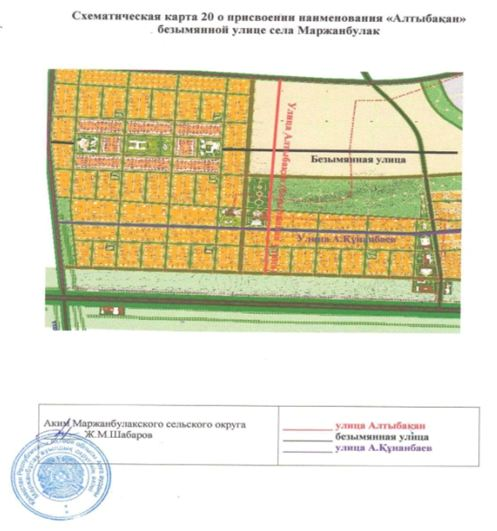 Схематическая карта 20 о присвоении наименования «Алтыбақан»
безымянной улице села Маржанбулак
Улица Алтыбақан
Безымянная улица
Улица А.Құнанбаев
Аким Маржанбулакского сельского округа
Ж.М.Шабаров
улица Алтыбақан
безымянная улица
улица А.Құнанбаев